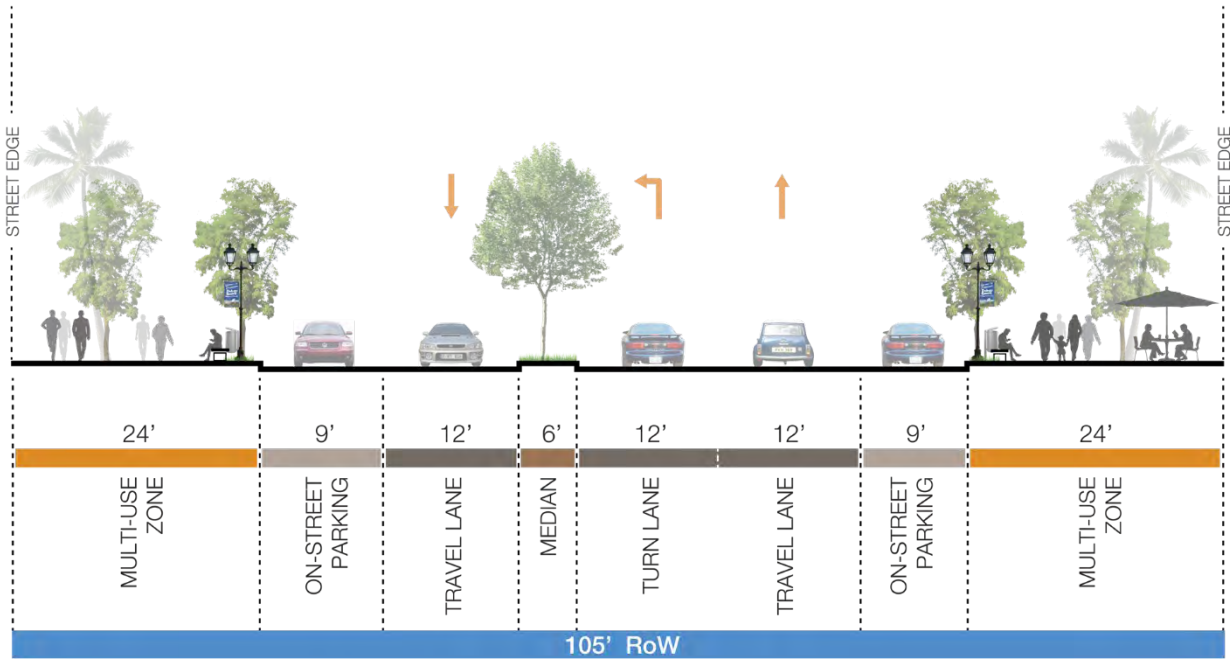 STREET EDGE
STREET EDGE
24’
9’
12’
6’
12’
12’
9’
24’
MULTI-USE
ZONE
ON-STREET
PARKING
TRAVEL LANE
MEDIAN
TURN LANE
TRAVEL LANE
ON-STREET
PARKING
MULTI-USE
ZONE
105’ RoW